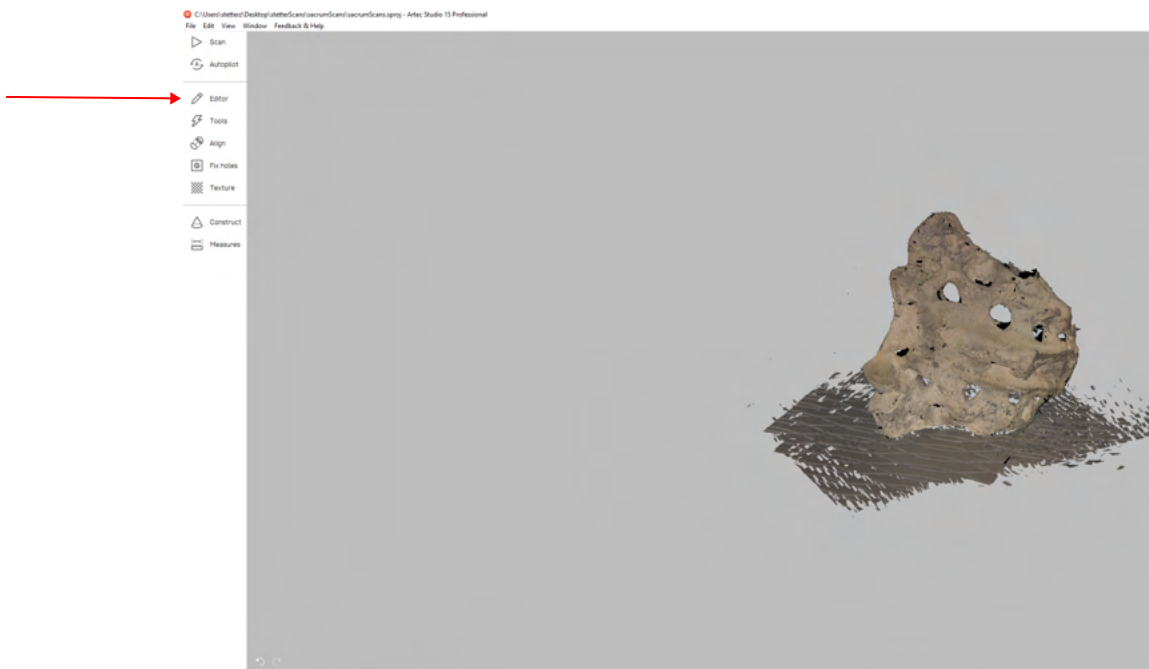 C:\Users\stetterz\Desktop\stetterScans\sacrumScans\sacrumScans.sproj - Artec Studio 15 Professional
File Edit View Window Feedback & Help
Scan
Autopilot
Editor
Tools
Align
Fix holes
Texture
Construct
Measures